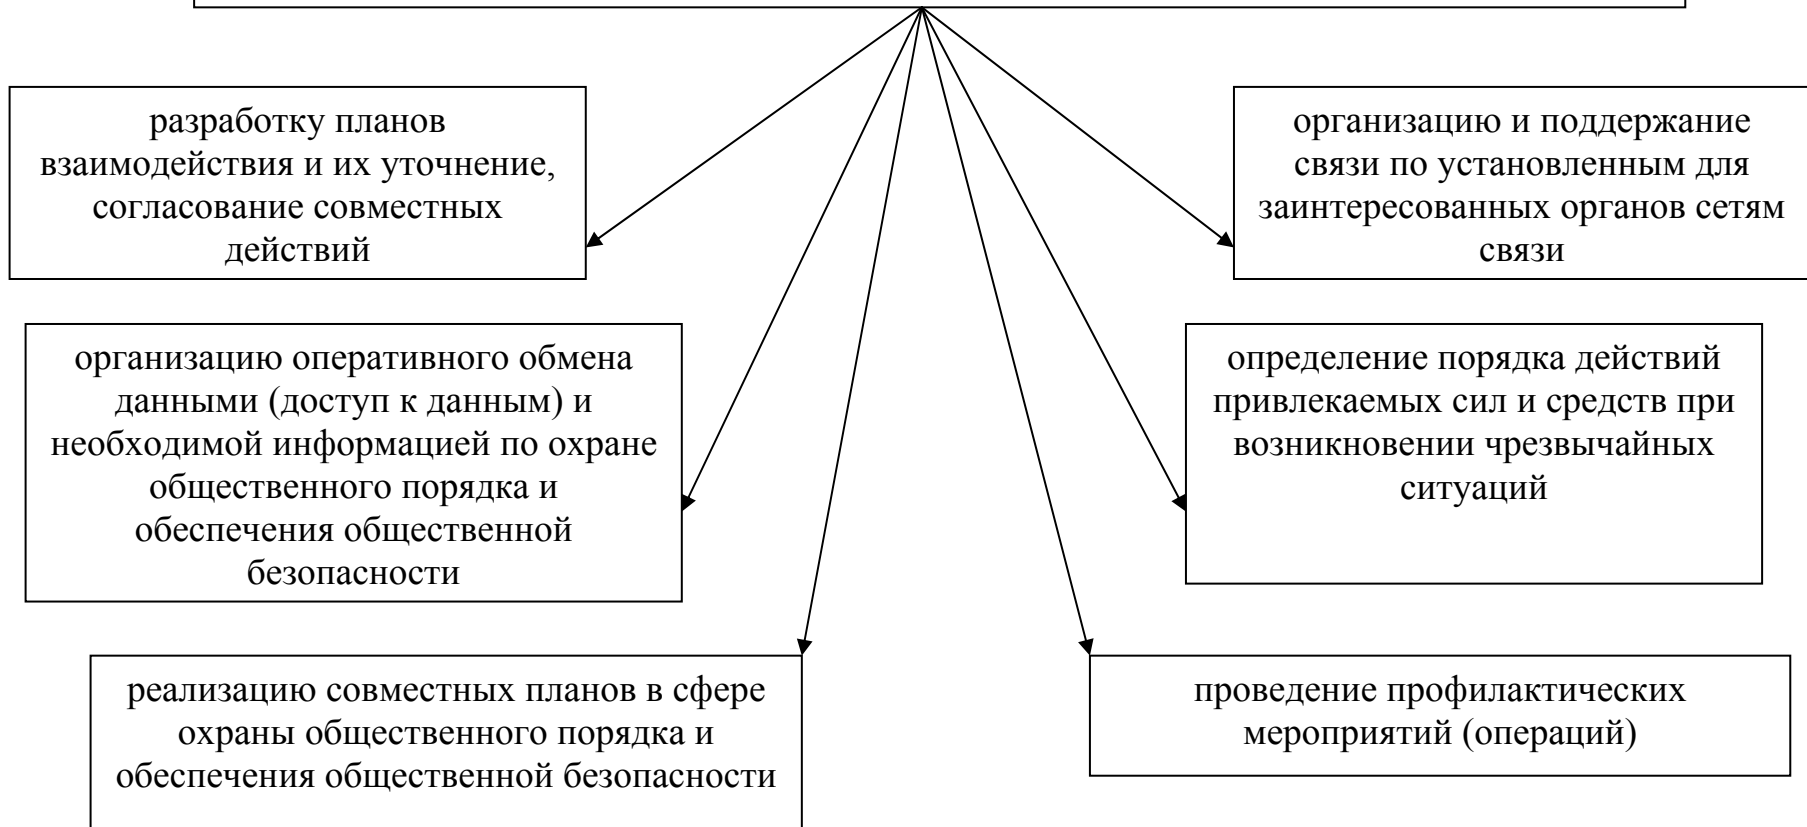 разработку планов
взаимодействия и их уточнение,
согласование совместных
действий
организацию и поддержание
связи по установленным для
заинтересованных органов сетям
связи
организацию оперативного обмена
данными (доступ к данным) и
необходимой информацией по охране
общественного порядка и
обеспечения общественной
безопасности
определение порядка действий
привлекаемых сил и средств при
возникновении чрезвычайных
ситуаций
реализацию совместных планов в сфере
охраны общественного порядка и
обеспечения общественной безопасности
проведение профилактических
мероприятий (операций)